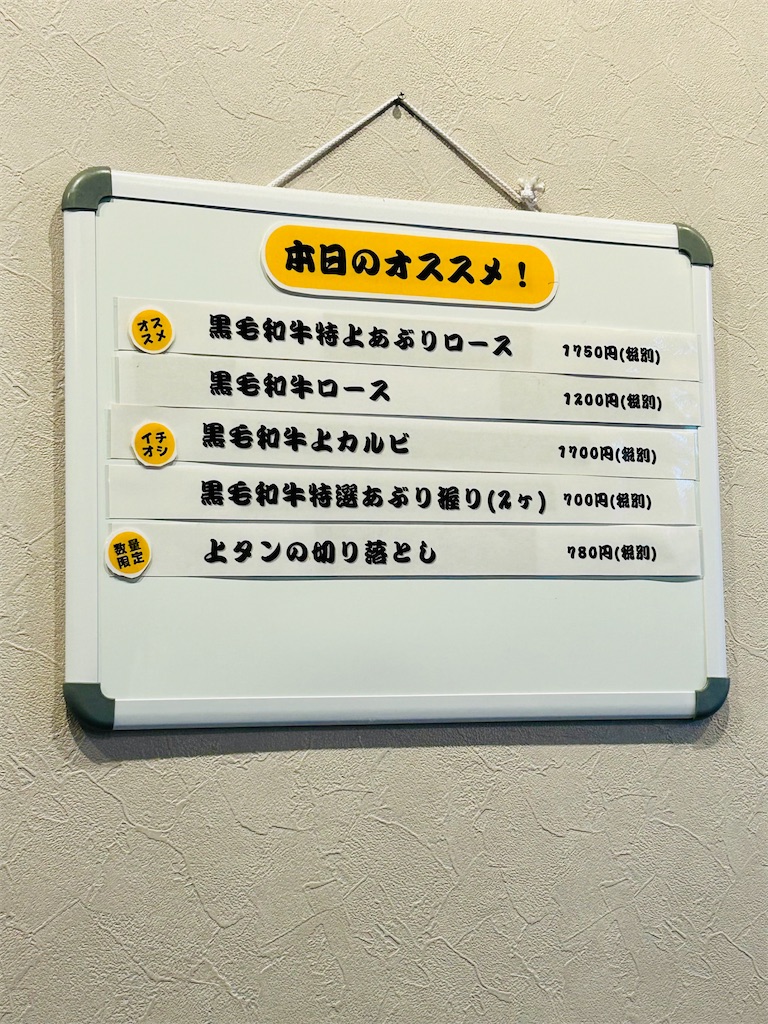 本日のオススメ!
オススメ 黒毛和牛特上あぶりロース 1750円(税別)
黒毛和牛ロース 1200円(税別)
イチオシ 黒毛和牛上カルビ 1700円(税別)
黒毛和牛特選あぶり握り(2ヶ) 700円(税別)
数量限定 上タンの切り落とし 780円(税別)